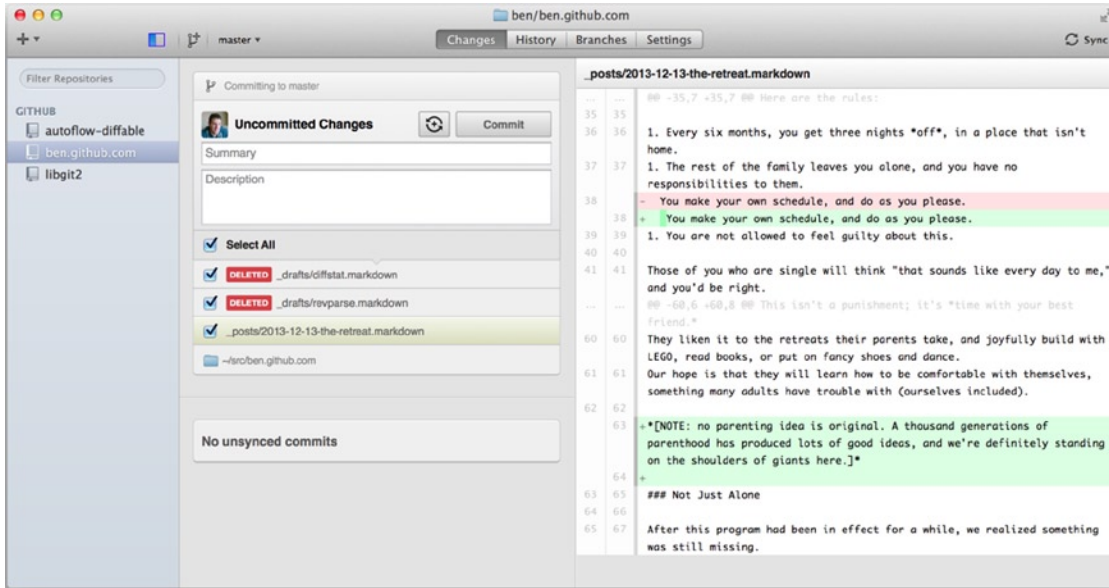 ben/ben.github.com
master
Changes History Branches Settings
Sync
Filter Repositories
GITHUB
autoflow-diffable
ben.github.com
libgit2
Committing to master
Uncommitted Changes
Commit
Summary
Description
Select All
DELETED _drafts/diffstat.markdown
DELETED _drafts/revparse.markdown
_posts/2013-12-13-the-retreat.markdown
~/src/ben.github.com
No unsynced commits
_posts/2013-12-13-the-retreat.markdown
... ... @@ -35,7 +35,7 @@ Here are the rules:
35 35
36 36 1. Every six months, you get three nights *off*, in a place that isn't
home.
37 37 1. The rest of the family leaves you alone, and you have no
responsibilities to them.
38 - You make your own schedule, and do as you please.
38 + You make your own schedule, and do as you please.
39 39 1. You are not allowed to feel guilty about this.
40 40
41 41 Those of you who are single will think "that sounds like every day to me,"
and you'd be right.
... ... @@ -60,6 +60,8 @@ This isn't a punishment; it's *time with your best
friend.*
60 60 They liken it to the retreats their parents take, and joyfully build with
LEGO, read books, or put on fancy shoes and dance.
61 61 Our hope is that they will learn how to be comfortable with themselves,
something many adults have trouble with (ourselves included).
62 62
63 +*[NOTE: no parenting idea is original. A thousand generations of
parenthood has produced lots of good ideas, and we're definitely standing
on the shoulders of giants here.]*
64 +
63 65 ### Not Just Alone
64 66
65 67 After this program had been in effect for a while, we realized something
was still missing.